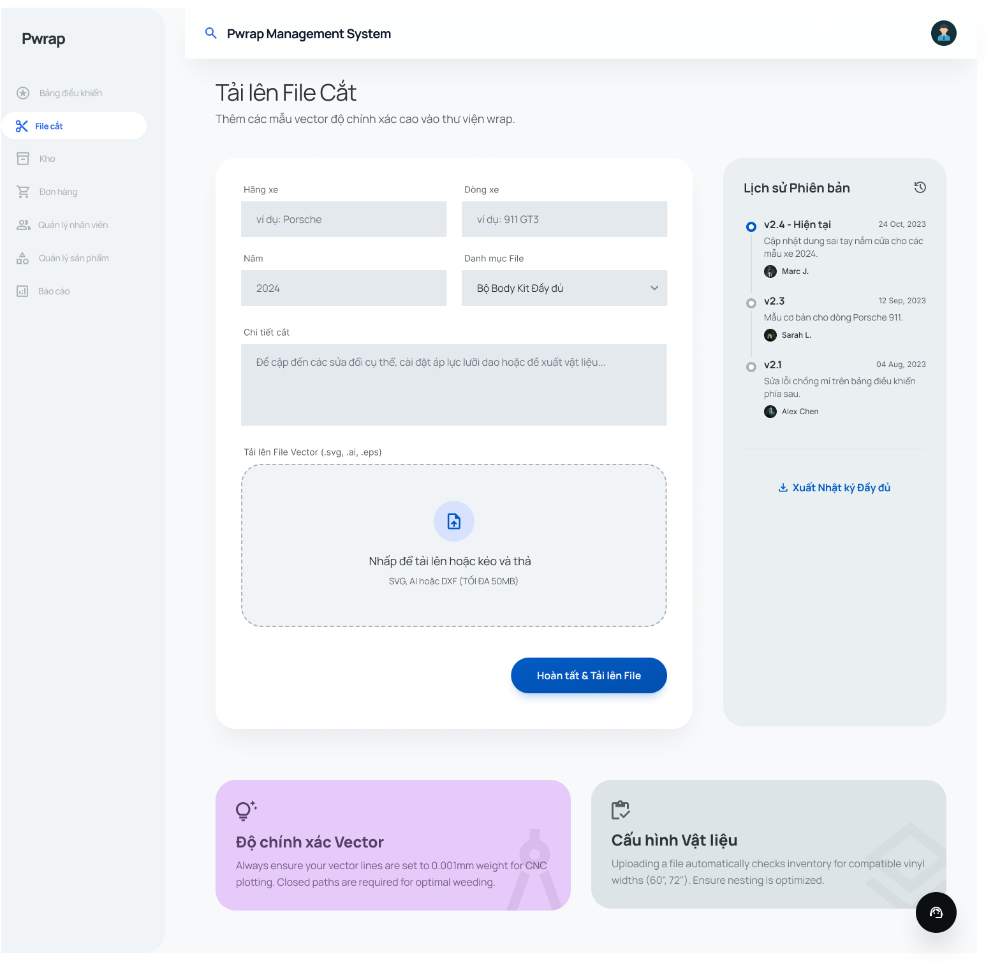 Pwrap
Bảng điều khiển
File cắt
Kho
Đơn hàng
Quản lý nhân viên
Quản lý sản phẩm
Báo cáo
Pwrap Management System
Tải lên File Cắt
Thêm các mẫu vector độ chính xác cao vào thư viện wrap.
Hãng xe
ví dụ: Porsche
Dòng xe
ví dụ: 911 GT3
Năm
2024
Danh mục File
Bộ Body Kit Đầy đủ
Chi tiết cắt
Đề cập đến các sửa đổi cụ thể, cài đặt áp lực lưỡi dao hoặc đề xuất vật liệu...
Tải lên File Vector (.svg, .ai, .eps)
Nhấp để tải lên hoặc kéo và thả
SVG, AI hoặc DXF (TỐI ĐA 50MB)
Hoàn tất & Tải lên File
Lịch sử Phiên bản
v2.4 - Hiện tại
24 Oct, 2023
Cập nhật dung sai tay nắm cửa cho các
mẫu xe 2024.
Marc J.
v2.3
12 Sep, 2023
Mẫu cơ bản cho dòng Porsche 911.
Sarah L.
v2.1
04 Aug, 2023
Sửa lỗi chồng mí trên bảng điều khiển
phía sau.
Alex Chen
Xuất Nhật ký Đầy đủ
Độ chính xác Vector
Always ensure your vector lines are set to 0.001mm weight for CNC
plotting. Closed paths are required for optimal weeding.
Cấu hình Vật liệu
Uploading a file automatically checks inventory for compatible vinyl
widths (60", 72"). Ensure nesting is optimized.